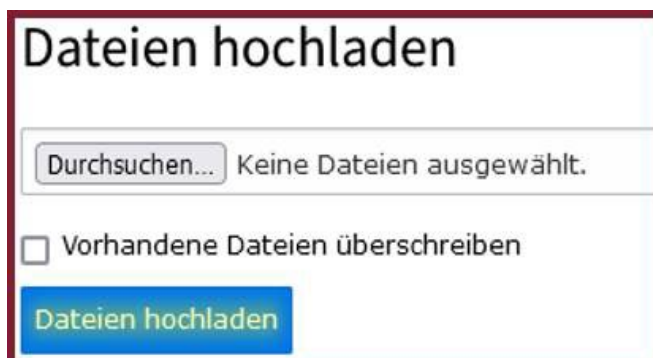 Dateien hochladen
Durchsuchen... Keine Dateien ausgewählt.
Vorhandene Dateien überschreiben
Dateien hochladen